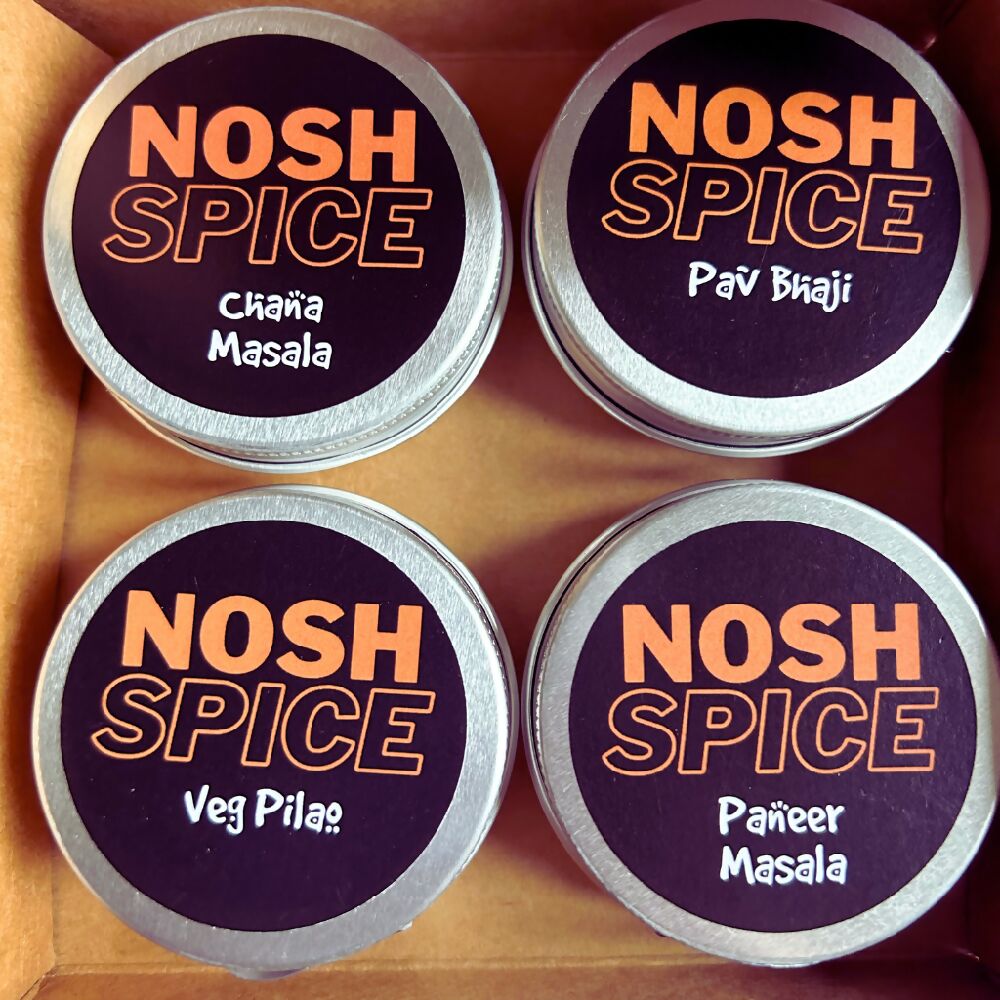 NOSH
SPICE
Chana
Masala
NOSH
SPICE
Pav Bhaji
NOSH
SPICE
Veg Pilao
NOSH
SPICE
Paneer
Masala